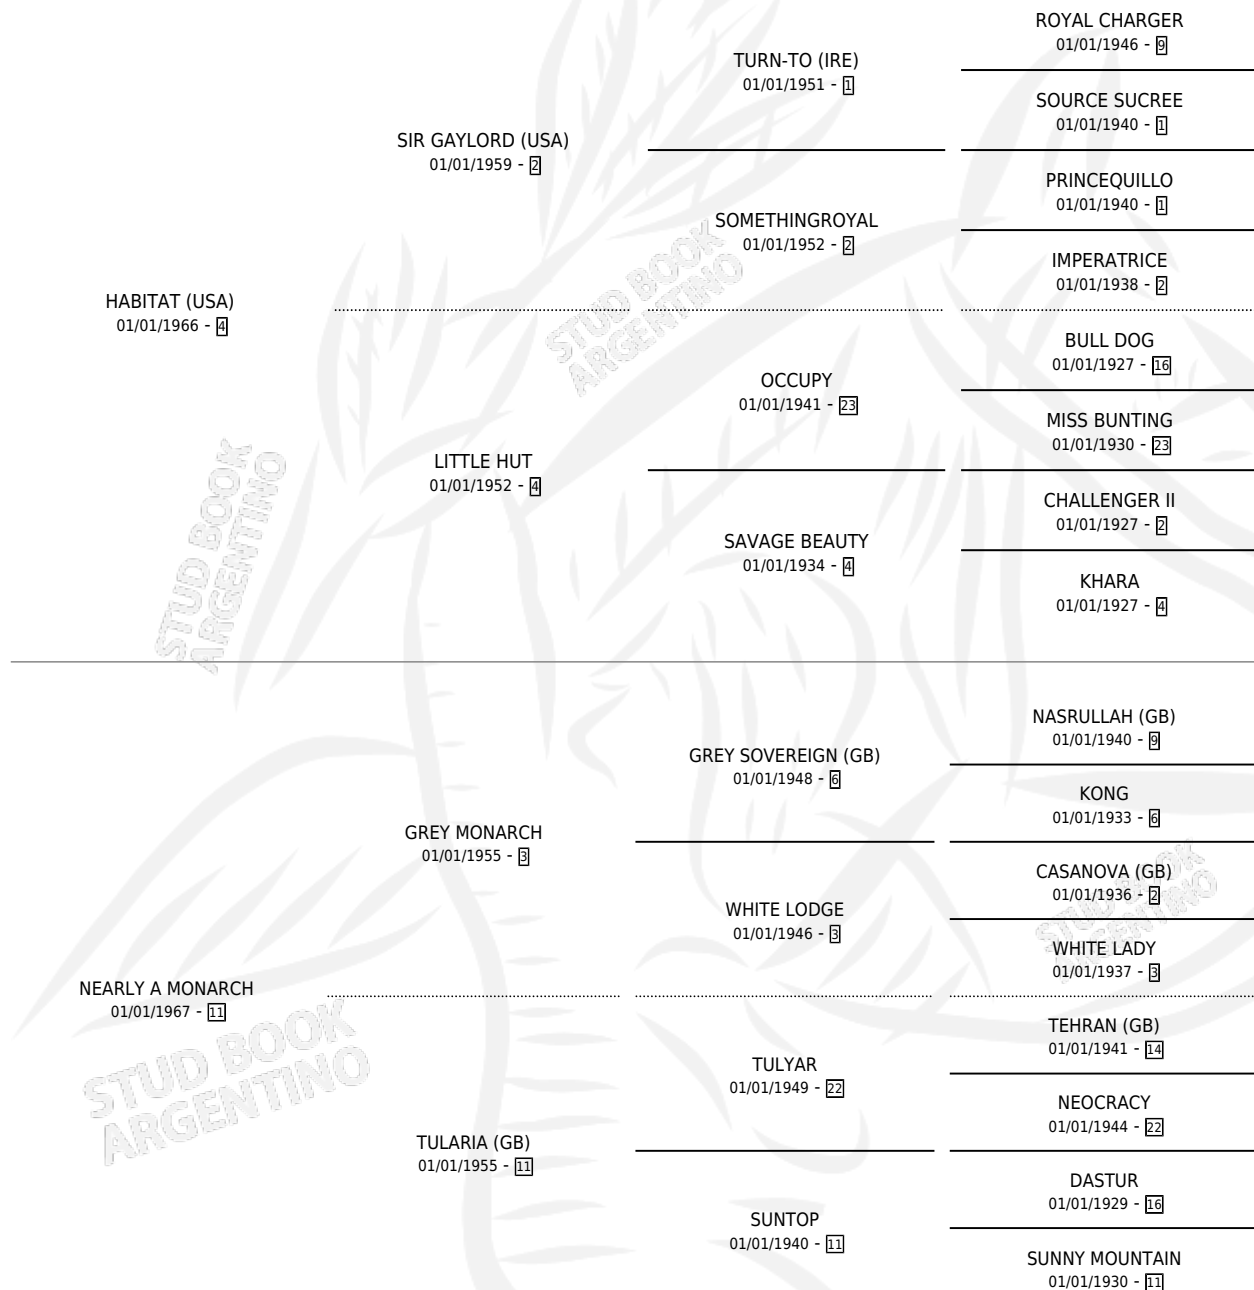 HABITAT (USA)
01/01/1966 - 4
SIR GAYLORD (USA)
01/01/1959 - 2
TURN-TO (IRE)
01/01/1951 - 1
ROYAL CHARGER
01/01/1946 - 9
SOURCE SUCREE
01/01/1940 - 1
SOMETHINGROYAL
01/01/1952 - 2
PRINCEQUILLO
01/01/1940 - 1
IMPERATRICE
01/01/1938 - 2
LITTLE HUT
01/01/1952 - 4
OCCUPY
01/01/1941 - 23
BULL DOG
01/01/1927 - 16
MISS BUNTING
01/01/1930 - 23
SAVAGE BEAUTY
01/01/1934 - 4
CHALLENGER II
01/01/1927 - 2
KHARA
01/01/1927 - 4
NEARLY A MONARCH
01/01/1967 - 11
GREY MONARCH
01/01/1955 - 3
GREY SOVEREIGN (GB)
01/01/1948 - 6
NASRULLAH (GB)
01/01/1940 - 9
KONG
01/01/1933 - 6
WHITE LODGE
01/01/1946 - 3
CASANOVA (GB)
01/01/1936 - 2
WHITE LADY
01/01/1937 - 3
TULARIA (GB)
01/01/1955 - 11
TULYAR
01/01/1949 - 22
TEHRAN (GB)
01/01/1941 - 14
NEOCRACY
01/01/1944 - 22
SUNTOP
01/01/1940 - 11
DASTUR
01/01/1929 - 16
SUNNY MOUNTAIN
01/01/1930 - 11
STUD BOOK
ARGENTINO
STUD BOOK
ARGENTINO
STUD BOOK
ARGENTINO
STUD BOOK
ARGENTINO